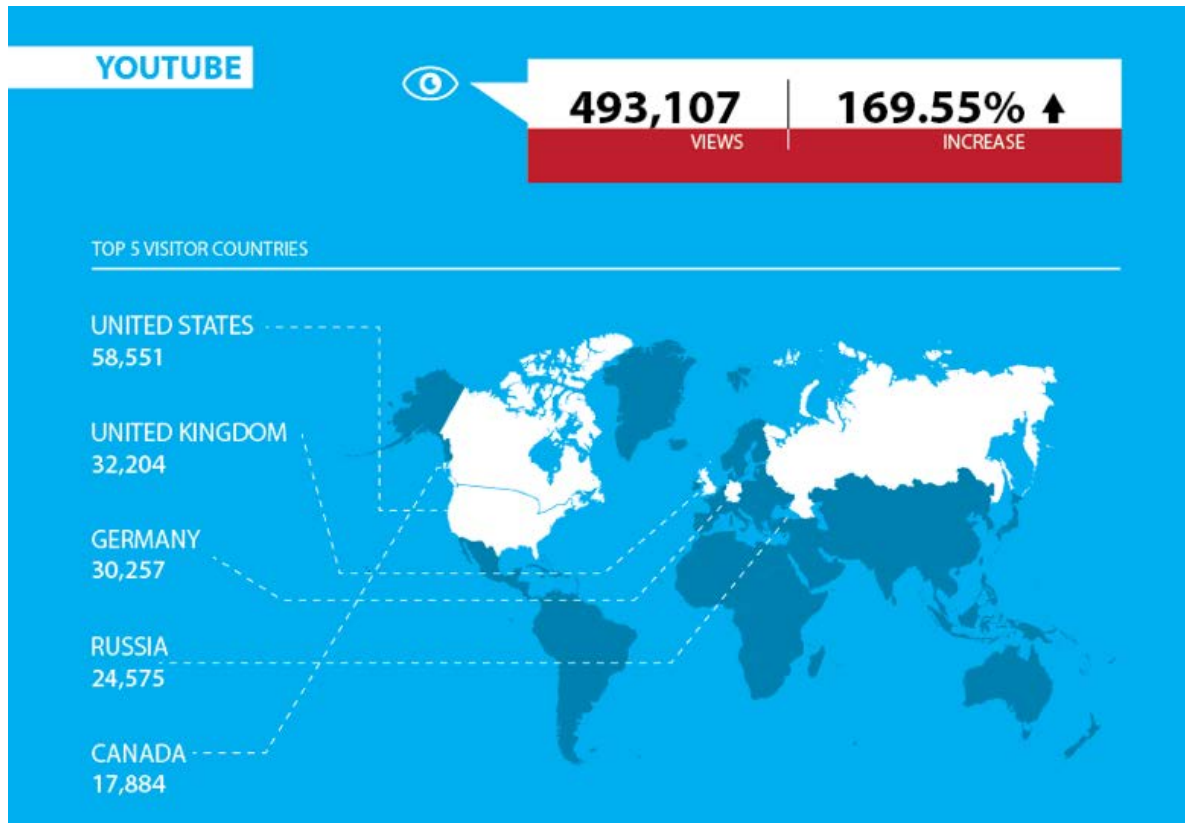 YOUTUBE
493,107
VIEWS
169.55%
INCREASE
TOP 5 VISITOR COUNTRIES
UNITED STATES
58,551
UNITED KINGDOM
32,204
GERMANY
30,257
RUSSIA
24,575
CANADA
17,884